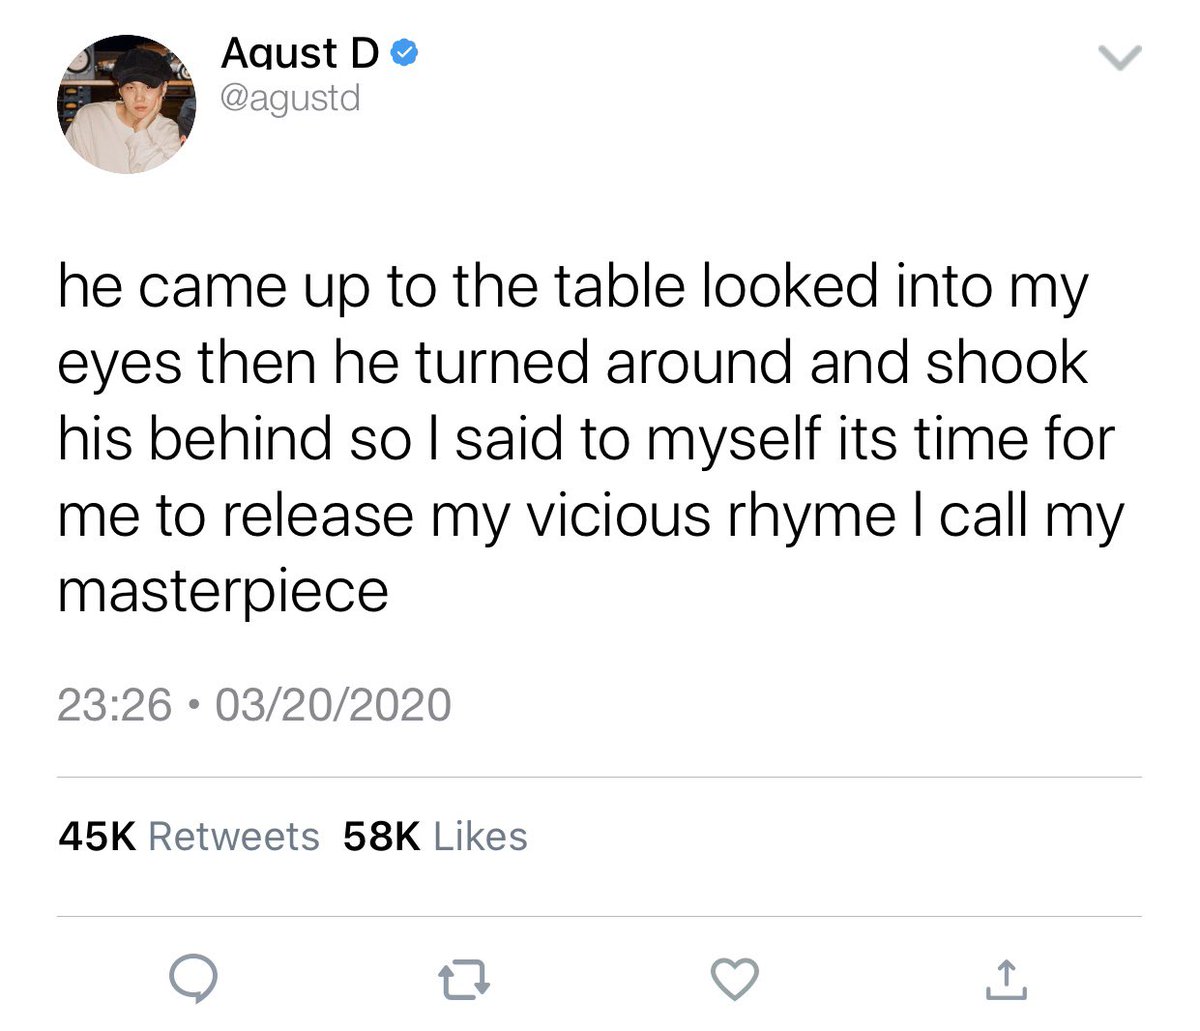 Agust D
@agustd
he came up to the table looked into my
eyes then he turned around and shook
his behind so I said to myself its time for
me to release my vicious rhyme I call my
masterpiece
23:26 • 03/20/2020
45K Retweets 58K Likes